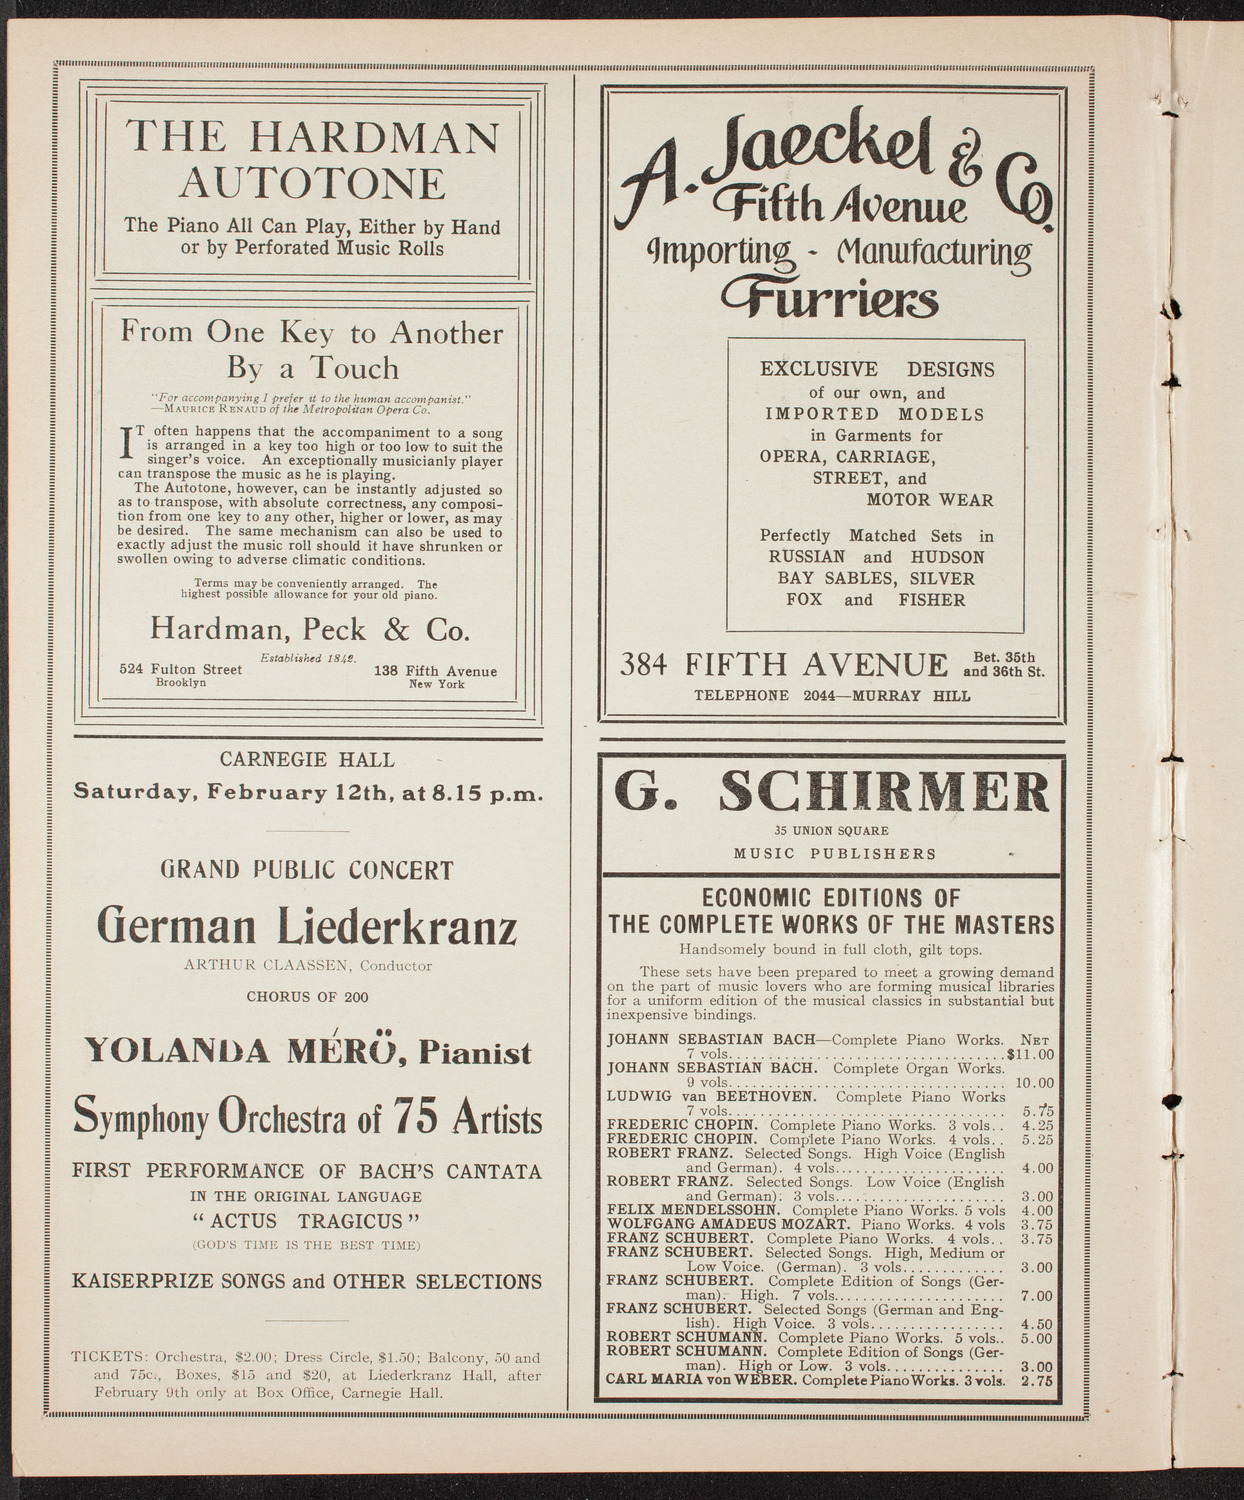 THE HARDMAN
AUTOTONE
The Piano All Can Play, Either by Hand
or by Perforated Music Rolls
From One Key to Another
By a Touch
"For accompanying I prefer it to the human accompanist."
—MAURICE RENAUD of the Metropolitan Opera Co.
IT often happens that the accompaniment to a song
is arranged in a key too high or too low to suit the
singer's voice. An exceptionally musicianly player
can transpose the music as he is playing.
The Autotone, however, can be instantly adjusted so
as to transpose, with absolute correctness, any composi-
tion from one key to any other, higher or lower, as may
be desired. The same mechanism can also be used to
exactly adjust the music roll should it have shrunken or
swollen owing to adverse climatic conditions.
Terms may be conveniently arranged. The
highest possible allowance for your old piano.
Hardman, Peck & Co.
Established 1842.
524 Fulton Street 138 Fifth Avenue
Brooklyn New York
CARNEGIE HALL
Saturday, February 12th, at 8.15 p.m.
GRAND PUBLIC CONCERT
German Liederkranz
ARTHUR CLAASSEN, Conductor
CHORUS OF 200
YOLANDA MÉRÖ, Pianist
Symphony Orchestra of 75 Artists
FIRST PERFORMANCE OF BACH'S CANTATA
IN THE ORIGINAL LANGUAGE
"ACTUS TRAGICUS"
(GOD'S TIME IS THE BEST TIME)
KAISERPRIZE SONGS and OTHER SELECTIONS
TICKETS: Orchestra, $2.00; Dress Circle, $1.50; Balcony, 50 and
and 75c., Boxes, $15 and $20, at Liederkranz Hall, after
February 9th only at Box Office, Carnegie Hall.
A. Jaeckel & Co.
Fifth Avenue
Importing - Manufacturing
Furriers
EXCLUSIVE DESIGNS
of our own, and
IMPORTED MODELS
in Garments for
OPERA, CARRIAGE,
STREET, and
MOTOR WEAR
Perfectly Matched Sets in
RUSSIAN and HUDSON
BAY SABLES, SILVER
FOX and FISHER
384 FIFTH AVENUE Bet. 35th
and 36th St.
TELEPHONE 2044—MURRAY HILL
G. SCHIRMER
35 UNION SQUARE
MUSIC PUBLISHERS
ECONOMIC EDITIONS OF
THE COMPLETE WORKS OF THE MASTERS
Handsomely bound in full cloth, gilt tops.
These sets have been prepared to meet a growing demand
on the part of music lovers who are forming musical libraries
for a uniform edition of the musical classics in substantial but
inexpensive bindings.
JOHANN SEBASTIAN BACH—Complete Piano Works. NET
7 vols. $11.00
JOHANN SEBASTIAN BACH. Complete Organ Works.
9 vols. 10.00
LUDWIG van BEETHOVEN. Complete Piano Works
7 vols. 5.75
FREDERIC CHOPIN. Complete Piano Works. 3 vols.. 4.25
FREDERIC CHOPIN. Complete Piano Works. 4 vols.. 5.25
ROBERT FRANZ. Selected Songs. High Voice (English
and German). 4 vols. 4.00
ROBERT FRANZ. Selected Songs. Low Voice (English
and German). 3 vols. 3.00
FELIX MENDELSSOHN. Complete Piano Works. 5 vols 4.00
WOLFGANG AMADEUS MOZART. Piano Works. 4 vols 3.75
FRANZ SCHUBERT. Complete Piano Works. 4 vols.. 3.75
FRANZ SCHUBERT. Selected Songs. High, Medium or
Low Voice. (German). 3 vols. 3.00
FRANZ SCHUBERT. Complete Edition of Songs (Ger-
man). High. 7 vols. 7.00
FRANZ SCHUBERT. Selected Songs (German and Eng-
lish). High Voice. 3 vols. 4.50
ROBERT SCHUMANN. Complete Piano Works. 5 vols.. 5.00
ROBERT SCHUMANN. Complete Edition of Songs (Ger-
man). High or Low. 3 vols. 3.00
CARL MARIA von WEBER. Complete Piano Works. 3 vols. 2.75